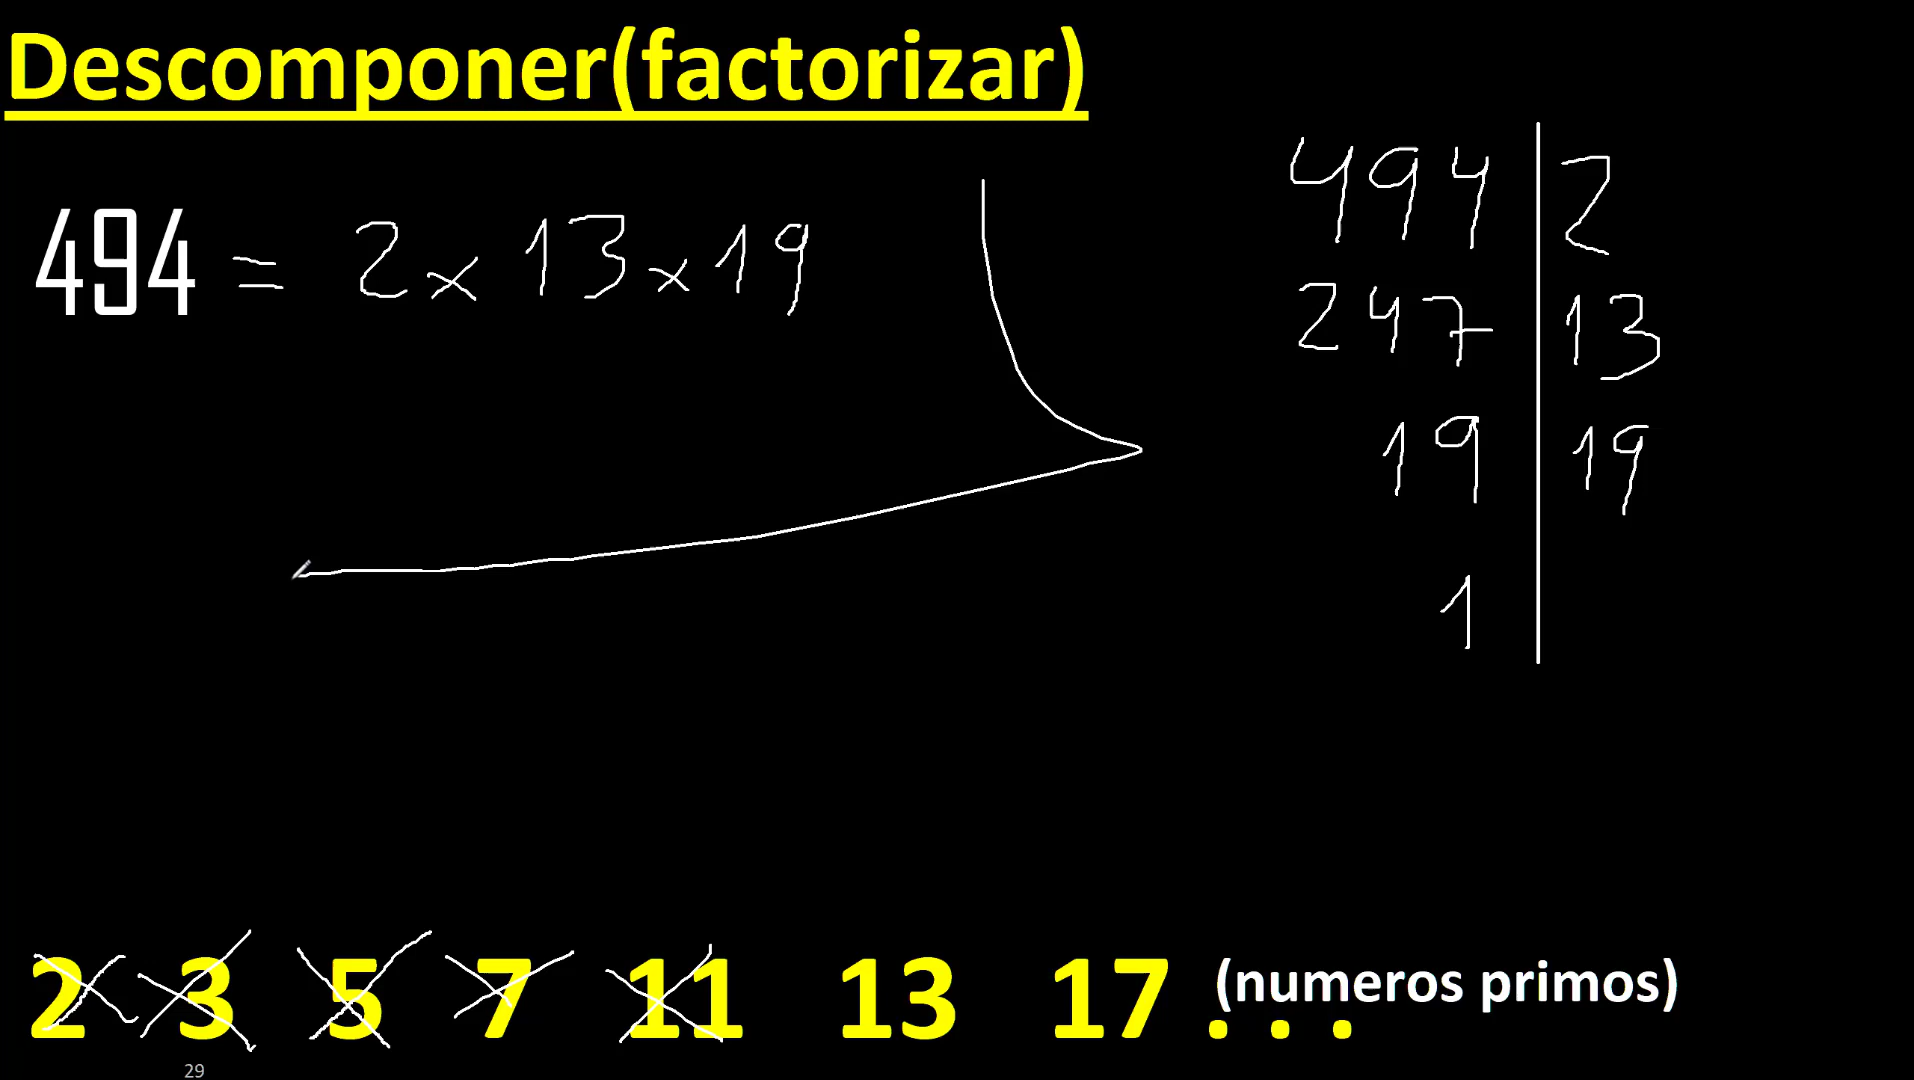 Descomponer(factorizar)
494 = 2 x 13 x 19
494 | 2
247 | 13
19 | 19
1 |
2 3 5 7 11 13 17 . . . (numeros primos)
29